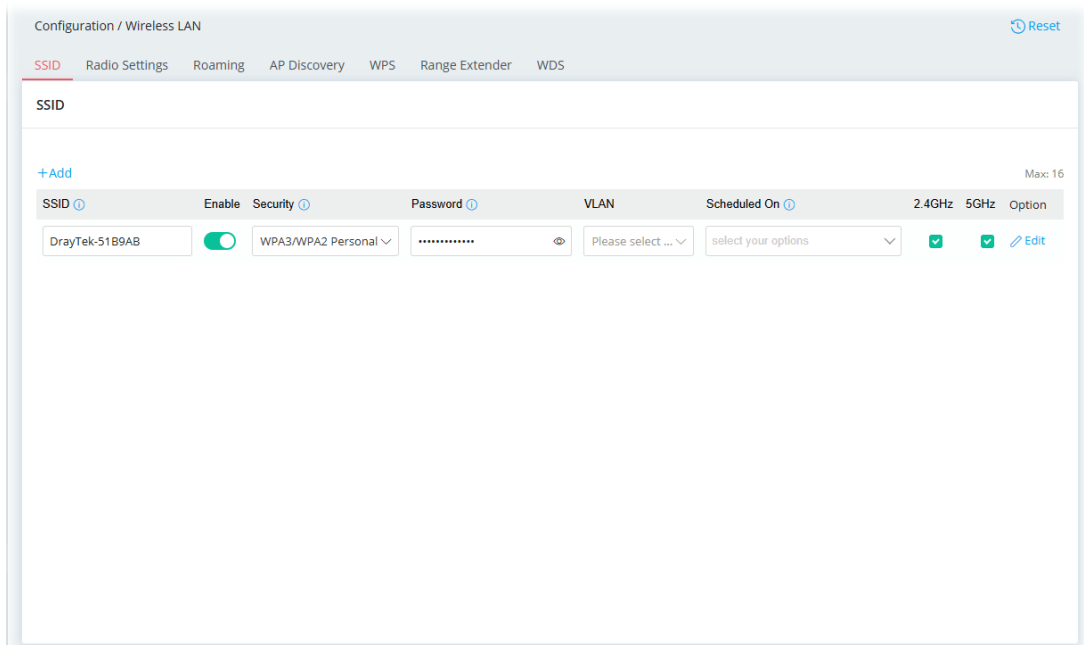 Configuration / Wireless LAN Reset
SSID Radio Settings Roaming AP Discovery WPS Range Extender WDS
SSID
+Add Max: 16
SSID Enable Security Password VLAN Scheduled On 2.4GHz 5GHz Option
DrayTek-51B9AB WPA3/WPA2 Personal ••••••••••••• Please select ... select your options Edit